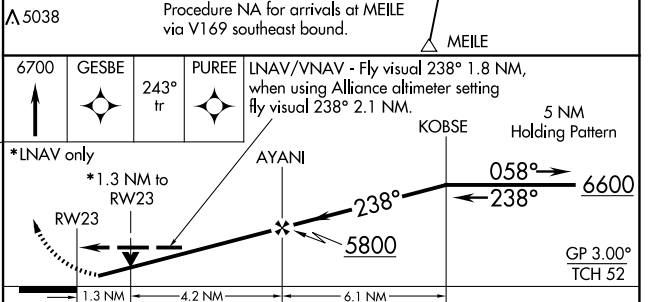 5038
Procedure NA for arrivals at MEILE
via V169 southeast bound.
MEILE
6700
GESBE
243°
tr
PUREE
LNAV/VNAV - Fly visual 238° 1.8 NM,
when using Alliance altimeter setting
fly visual 238° 2.1 NM.
KOBSE
5 NM
Holding Pattern
*LNAV only
AYANI
*1.3 NM to
RW23
RW23
058°
238°
6600
238°
5800
GP 3.00°
TCH 52
1.3 NM
4.2 NM
6.1 NM